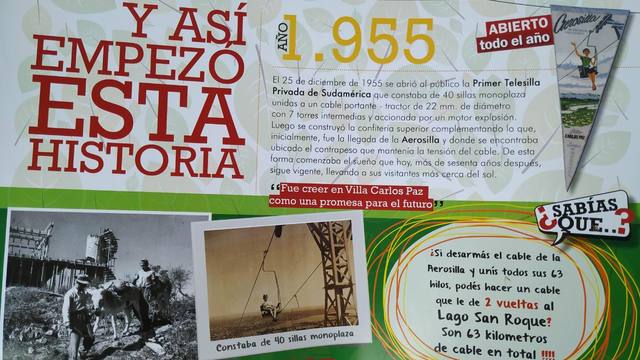 Y ASÍ
EMPEZÓ
ESTA
HISTORIA
AÑO
1.955
ABIERTO
todo el año
Aerosilla
El 25 de diciembre de 1955 se abrió al público la Primer Telesilla
Privada de Sudamérica que constaba de 40 sillas monoplaza
unidas a un cable portante - tractor de 22 mm. de diámetro
con 7 torres intermedias y accionada por un motor explosión.
Luego se construyó la confitería superior complementando lo que,
inicialmente, fue la llegada de la Aerosilla y donde se encontraba
ubicado el contrapeso que mantenía la tensión del cable. De esta
forma comenzaba el sueño que hoy, más de sesenta años después,
sigue vigente, llevando a sus visitantes más cerca del sol.
“Fue creer en Villa Carlos Paz
como una promesa para el futuro”
¿SABÍAS
QUE...?
¿Si desarmás el cable de la
Aerosilla y unís todos sus 63
hilos, podés hacer un cable
que le de 2 vueltas al
Lago San Roque?
Son 63 kilometros
de cable en total !!!!
Constaba de 40 sillas monoplaza